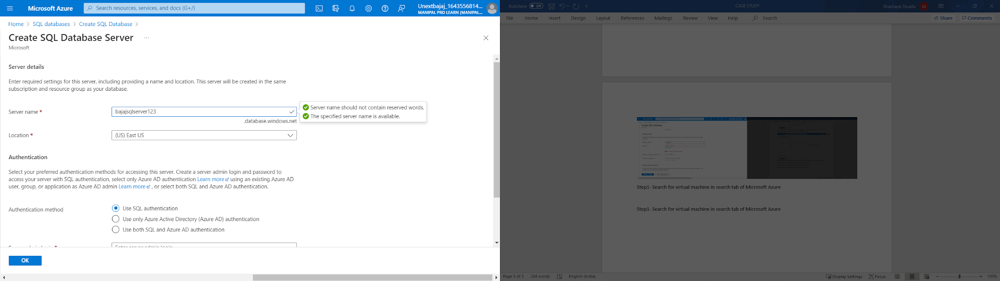 Microsoft Azure
Search resources, services, and docs (G+/)
Unextbajaj_1643556814...
MANIPAL PRO LEARN (MANIPAL...
Home > SQL databases > Create SQL Database >
Create SQL Database Server ...
Microsoft
Server details
Enter required settings for this server, including providing a name and location. This server will be created in the same
subscription and resource group as your database.
Server name *
bajajsqlserver123
Server name should not contain reserved words.
The specified server name is available.
.database.windows.net
Location *
(US) East US
Authentication
Select your preferred authentication methods for accessing this server. Create a server admin login and password to
access your server with SQL authentication, select only Azure AD authentication Learn more using an existing Azure AD
user, group, or application as Azure AD admin Learn more , or select both SQL and Azure AD authentication.
Authentication method
Use SQL authentication
Use only Azure Active Directory (Azure AD) authentication
Use both SQL and Azure AD authentication
Enter server admin login
OK
AutoSave Off
CASE STUDY
Shashank Shukla SS
File Home Insert Design Layout References Mailings Review View Help Search
Share Comments
Create SQL Database
Step1- Search for virtual machine in search tab of Microsoft Azure
Step1- Search for virtual machine in search tab of Microsoft Azure
Page 5 of 5 204 words English (India)
Display Settings Focus 100%